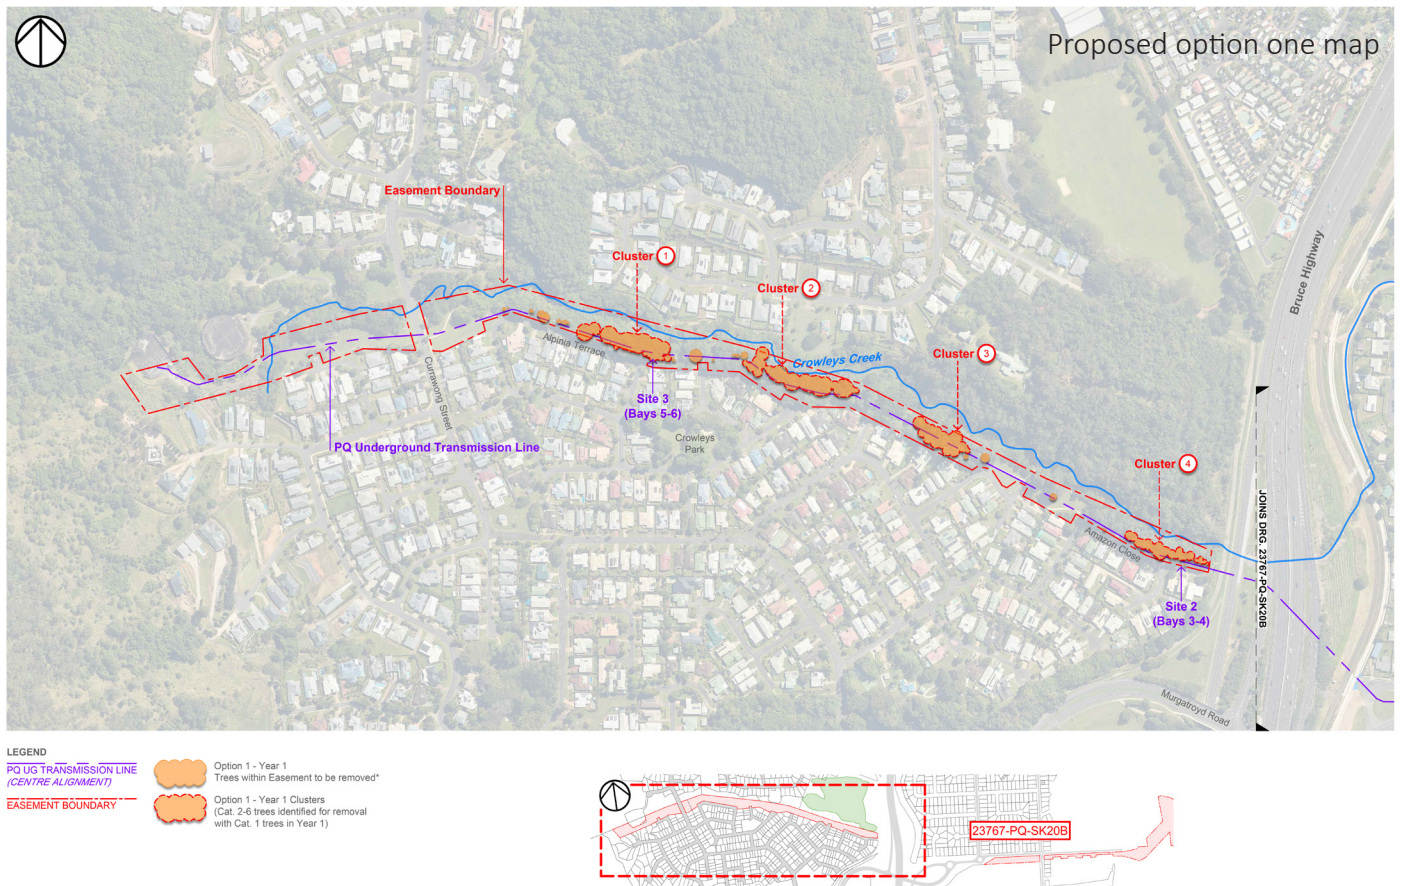 Proposed option one map
Easement Boundary
Cluster 1
Cluster 2
Cluster 3
Cluster 4
Bruce Highway
Crowleys Creek
Alpinia Terrace
Currawong Street
Site 3
(Bays 5-6)
Crowleys
Park
PQ Underground Transmission Line
Amazon Close
Site 2
(Bays 3-4)
JOINS DRG. 23767-PQ-SK20B
Murgatroyd Road
LEGEND
PQ UG TRANSMISSION LINE
(CENTRE ALIGNMENT)
EASEMENT BOUNDARY
Option 1 - Year 1
Trees within Easement to be removed*
Option 1 - Year 1 Clusters
(Cat. 2-6 trees identified for removal
with Cat. 1 trees in Year 1)
23767-PQ-SK20B